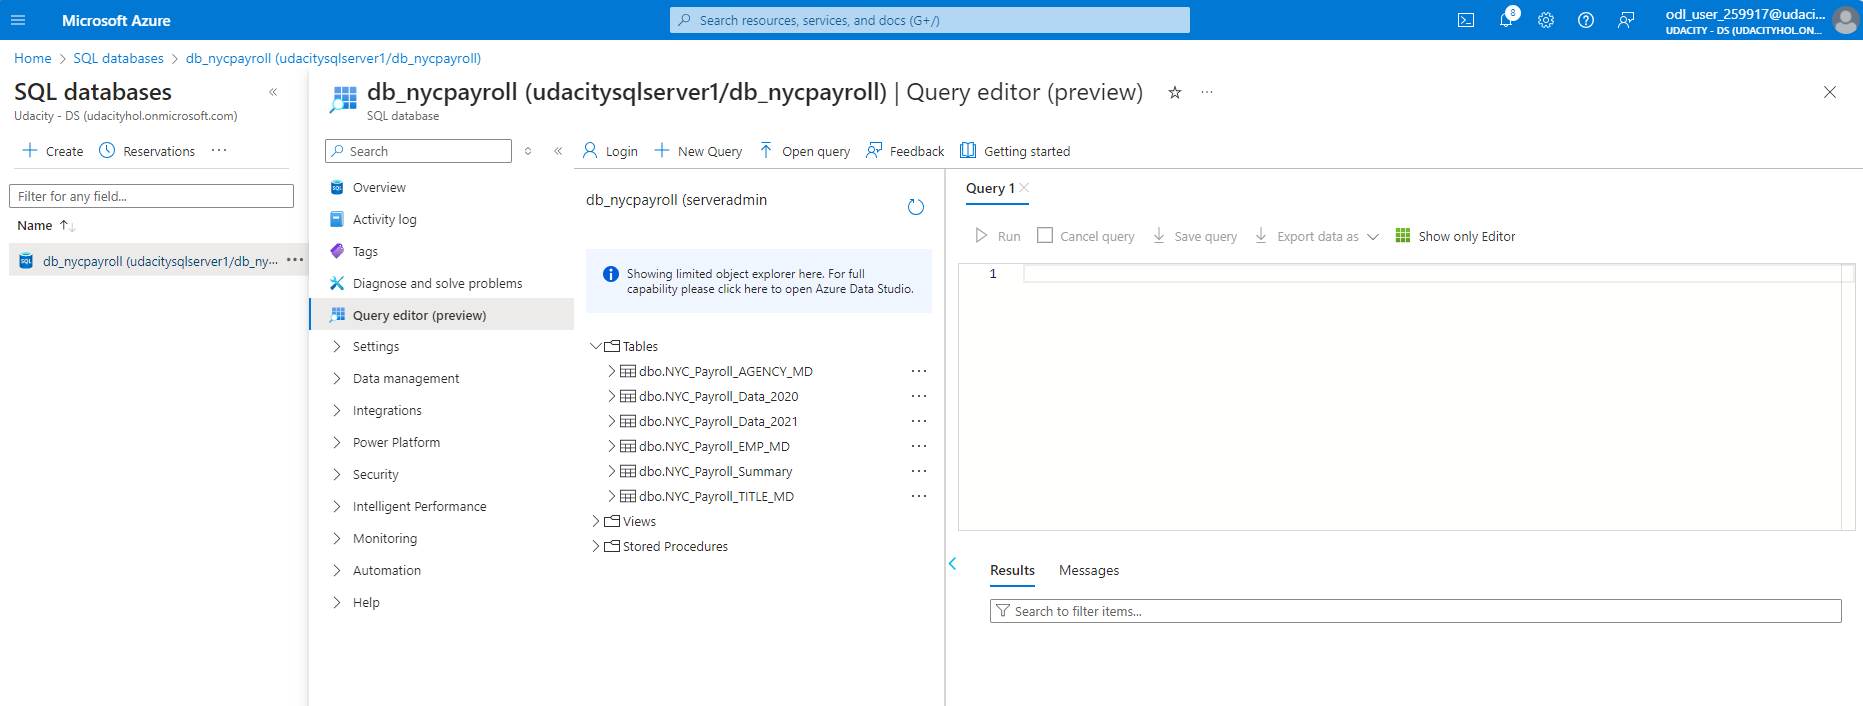 Microsoft Azure
Search resources, services, and docs (G+/)
8
odl_user_259917@udaci...
UDACITY - DS (UDACITYHOL.ON...
Home > SQL databases > db_nycpayroll (udacitysqlserver1/db_nycpayroll)
SQL databases
Udacity - DS (udacityhol.onmicrosoft.com)
Create
Reservations
Filter for any field...
Name
db_nycpayroll (udacitysqlserver1/db_ny...
db_nycpayroll (udacitysqlserver1/db_nycpayroll) | Query editor (preview)
SQL database
Search
Overview
Activity log
Tags
Diagnose and solve problems
Query editor (preview)
Settings
Data management
Integrations
Power Platform
Security
Intelligent Performance
Monitoring
Automation
Help
Login
New Query
Open query
Feedback
Getting started
db_nycpayroll (serveradmin
Showing limited object explorer here. For full
capability please click here to open Azure Data Studio.
Tables
dbo.NYC_Payroll_AGENCY_MD
dbo.NYC_Payroll_Data_2020
dbo.NYC_Payroll_Data_2021
dbo.NYC_Payroll_EMP_MD
dbo.NYC_Payroll_Summary
dbo.NYC_Payroll_TITLE_MD
Views
Stored Procedures
Query 1
Run
Cancel query
Save query
Export data as
Show only Editor
1
Results
Messages
Search to filter items...